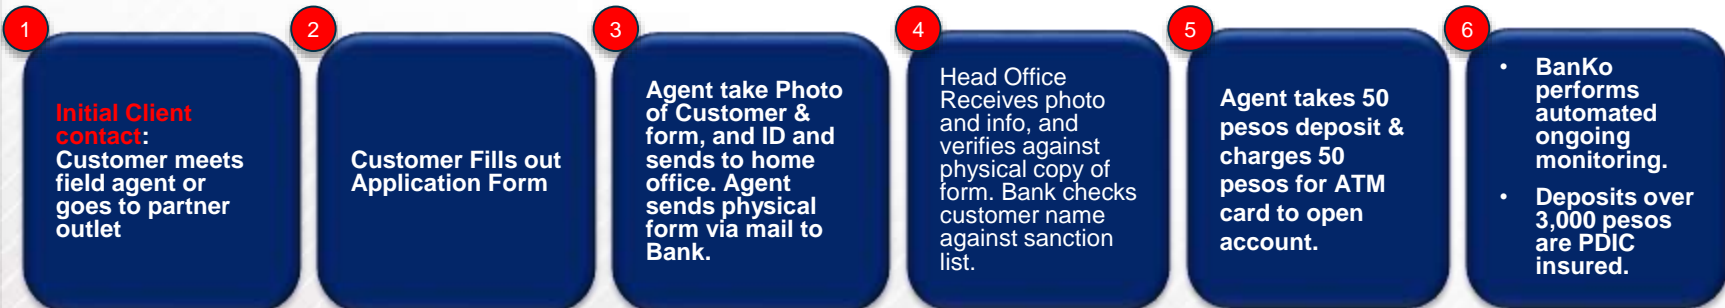 1
Initial Client
contact:
Customer meets
field agent or
goes to partner
outlet
2
Customer Fills out
Application Form
3
Agent take Photo
of Customer &
form, and ID and
sends to home
office. Agent
sends physical
form via mail to
Bank.
4
Head Office
Receives photo
and info, and
verifies against
physical copy of
form. Bank checks
customer name
against sanction
list.
5
Agent takes 50
pesos deposit &
charges 50
pesos for ATM
card to open
account.
6
• BanKo
performs
automated
ongoing
monitoring.
• Deposits over
3,000 pesos
are PDIC
insured.